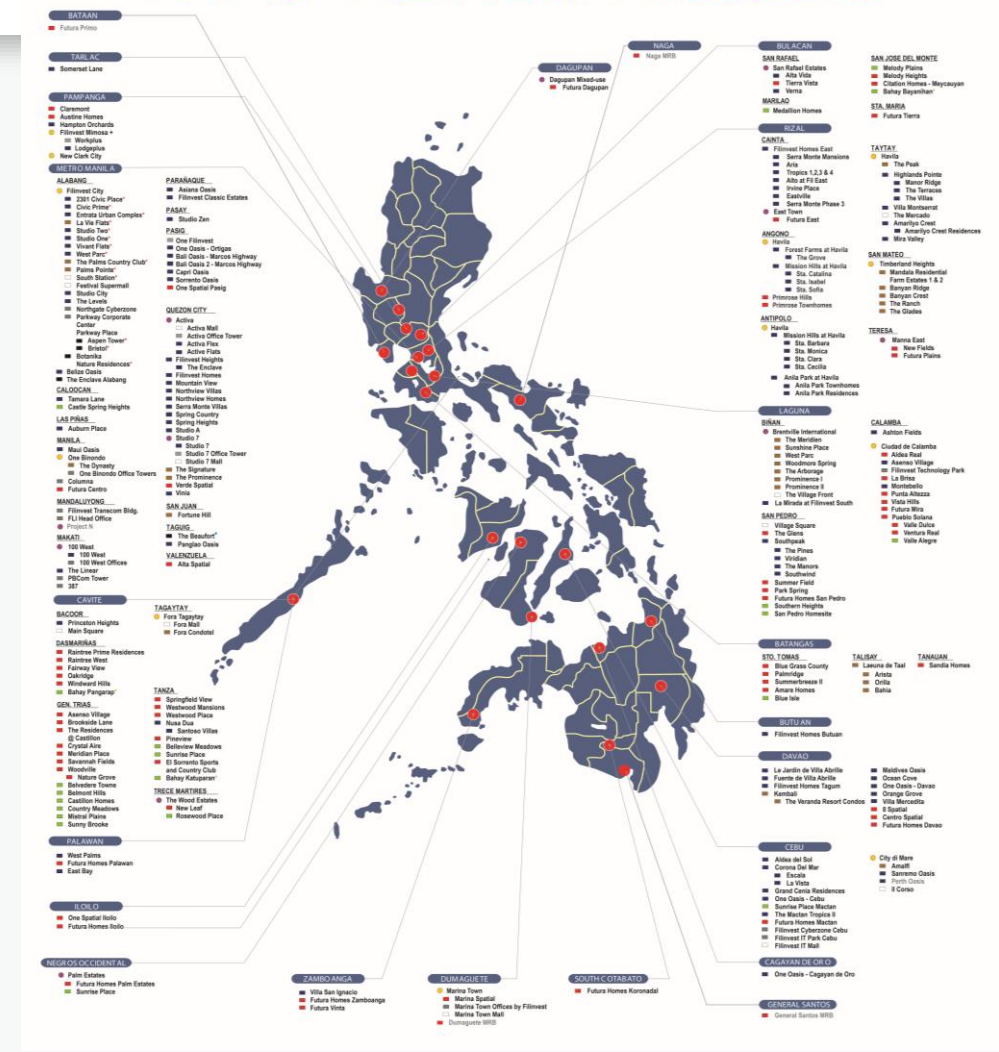 BATAAN
Futura Primo
TARLAC
Somerset Lane
PAMPANGA
Claremont
Austine Homes
Hampton Orchards
Filinvest Mimosa +
Workplus
Lodgeplus
New Clark City
METRO MANILA
ALABANG
Filinvest City
2301 Civic Place*
Civic Prime*
Entrata Urban Complex*
La Vie Flats*
Studio Two*
Studio One*
Vivant Flats*
West Parc*
The Palms Country Club*
Palms Pointe*
South Station*
Festival Supermall
Studio City
The Levels
Northgate Cyberzone
Parkway Corporate
Center
Parkway Place
Aspen Tower*
Bristol*
Botanika
Nature Residences*
Belize Oasis
The Enclave Alabang
CALOOCAN
Tamara Lane
Castle Spring Heights
LAS PIÑAS
Auburn Place
MANILA
Maui Oasis
One Binondo
The Dynasty
One Binondo Office Towers
Columna
Futura Centro
MANDALUYONG
Filinvest Transcom Bldg.
FLI Head Office
Project N
MAKATI
100 West
100 West
100 West Offices
The Linear
PBCom Tower
387
PARAÑAQUE
Asiana Oasis
Filinvest Classic Estates
PASAY
Studio Zen
PASIG
One Filinvest
One Oasis - Ortigas
Bali Oasis - Marcos Highway
Bali Oasis 2 - Marcos Highway
Capri Oasis
Sorrento Oasis
One Spatial Pasig
QUEZON CITY
Activa
Activa Mall
Activa Office Tower
Activa Flex
Activa Flats
Filinvest Heights
The Enclave
Filinvest Homes
Mountain View
Northview Villas
Northview Homes
Serra Monte Villas
Spring Country
Spring Heights
Studio A
Studio 7
Studio 7
Studio 7 Office Tower
Studio 7 Mall
The Signature
The Prominence
Verde Spatial
Vinia
SAN JUAN
Fortune Hill
TAGUIG
The Beaufort*
Panglao Oasis
VALENZUELA
Alta Spatial
CAVITE
BACOOR
Princeton Heights
Main Square
DASMARIÑAS
Raintree Prime Residences
Raintree West
Fairway View
Oakridge
Windward Hills
Bahay Pangarap*
GEN. TRIAS
Asenso Village
Brookside Lane
The Residences
@ Castillon
Crystal Aire
Meridian Place
Savannah Fields
Woodville
Nature Grove
Belvedere Towne
Belmont Hills
Castillon Homes
Country Meadows
Mistral Plains
Sunny Brooke
TAGAYTAY
Fora Tagaytay
Fora Mall
Fora Condotel
TANZA
Springfield View
Westwood Mansions
Westwood Place
Nusa Dua
Santoso Villas
Pineview
Belleview Meadows
Sunrise Place
El Sorrento Sports
and Country Club
Bahay Katuparan*
TRECE MARTIRES
The Wood Estates
New Leaf
Rosewood Place
PALAWAN
West Palms
Futura Homes Palawan
East Bay
ILOILO
One Spatial Iloilo
Futura Homes Iloilo
NEGROS OCCIDENTAL
Palm Estates
Futura Homes Palm Estates
Sunrise Place
ZAMBOANGA
Villa San Ignacio
Futura Homes Zamboanga
Futura Vinta
DUMAGUETE
Marina Town
Marina Spatial
Marina Town Offices by Filinvest
Marina Town Mall
Dumaguete MRB
SOUTH COTABATO
Futura Homes Koronadal
DAGUPAN
Dagupan Mixed-use
Futura Dagupan
NAGA
Naga MRB
BULACAN
SAN RAFAEL
San Rafael Estates
Alta Vida
Tierra Vista
Verna
MARILAO
Medallion Homes
SAN JOSE DEL MONTE
Melody Plains
Melody Heights
Citation Homes - Meycauyan
Bahay Bayanihan*
STA. MARIA
Futura Tierra
RIZAL
CAINTA
Filinvest Homes East
Serra Monte Mansions
Aria
Tropics 1,2,3 & 4
Alto at Fil East
Irvine Place
Eastville
Serra Monte Phase 3
East Town
Futura East
ANGONO
Havila
Forest Farms at Havila
The Grove
Mission Hills at Havila
Sta. Catalina
Sta. Isabel
Sta. Sofia
Primrose Hills
Primrose Townhomes
ANTIPOLO
Havila
Mission Hills at Havila
Sta. Barbara
Sta. Monica
Sta. Clara
Sta. Cecilia
Anila Park at Havila
Anila Park Townhomes
Anila Park Residences
TAYTAY
Havila
The Peak
Highlands Pointe
Manor Ridge
The Terraces
The Villas
Villa Montserrat
The Mercado
Amarilyo Crest
Amarilyo Crest Residences
Mira Valley
SAN MATEO
Timberland Heights
Mandala Residential
Farm Estates 1 & 2
Banyan Ridge
Banyan Crest
The Ranch
The Glades
TERESA
Manna East
New Fields
Futura Plains
LAGUNA
BIÑAN
Brentville International
The Meridien
Sunshine Place
West Parc
Woodmore Spring
The Arborage
Prominence I
Prominence II
The Village Front
La Mirada at Filinvest South
SAN PEDRO
Village Square
The Glens
Southpeak
The Pines
Viridian
The Manors
Southwind
Summer Field
Park Spring
Futura Homes San Pedro
Southern Heights
San Pedro Homesite
CALAMBA
Ashton Fields
Ciudad de Calamba
Aldea Real
Asenso Village
Filinvest Technology Park
La Brisa
Montebello
Punta Altezza
Vista Hills
Futura Mira
Pueblo Solana
Valle Dulce
Ventura Real
Valle Alegre
BATANGAS
STO. TOMAS
Blue Grass County
Palmridge
Summerbreeze II
Amare Homes
Blue Isle
TALISAY
Laeuna de Taal
Arista
Orilla
Bahia
TANAUAN
Sandia Homes
BUTUAN
Filinvest Homes Butuan
DAVAO
Le Jardin de Villa Abrille
Fuente de Villa Abrille
Filinvest Homes Tagum
Kembali
The Veranda Resort Condos
Maldives Oasis
Ocean Cove
One Oasis - Davao
Orange Grove
Villa Mercedita
8 Spatial
Centro Spatial
Futura Homes Davao
CEBU
Aldea del Sol
Corona Del Mar
Escala
La Vista
Grand Cenia Residences
One Oasis - Cebu
Sunrise Place Mactan
The Mactan Tropics II
Futura Homes Mactan
Filinvest Cyberzone Cebu
Filinvest IT Park Cebu
Filinvest IT Mall
City di Mare
Amalfi
Sanremo Oasis
Perth Oasis
Il Corso
CAGAYAN DE ORO
One Oasis - Cagayan de Oro
GENERAL SANTOS
General Santos MRB